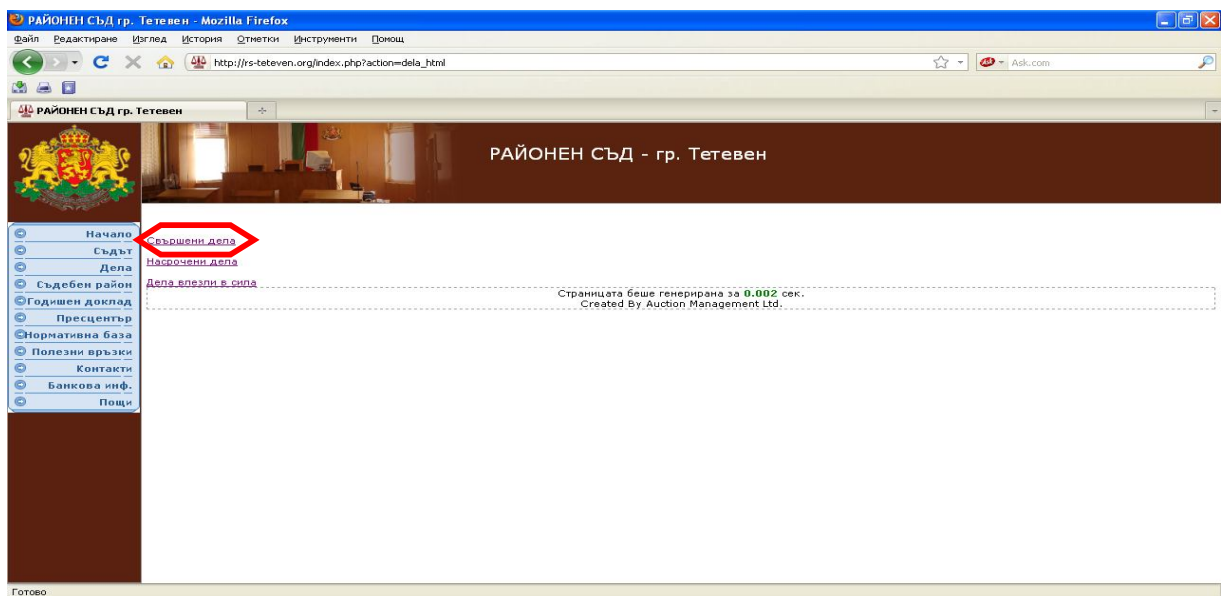 РАЙОНЕН СЪД гр. Тетевен - Mozilla Firefox
Файл Редактиране Изглед История Отметки Инструменти Помощ
http://rs-teteven.org/index.php?action=dela_html
Ask.com
РАЙОНЕН СЪД гр. Тетевен
РАЙОНЕН СЪД - гр. Тетевен
Начало
Съдът
Дела
Съдебен район
Годишен доклад
Пресцентър
Нормативна база
Полезни връзки
Контакти
Банкова инф.
Пощи
Свършени дела
Насрочени дела
Дела влезли в сила
Страницата беше генерирана за 0.002 сек.
Created By Auction Management Ltd.
Готово